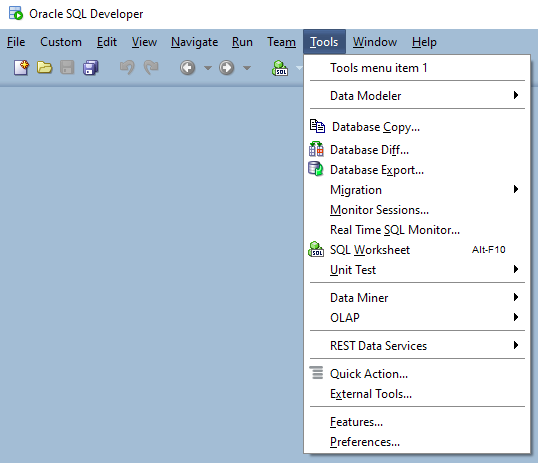 Oracle SQL Developer
File Custom Edit View Navigate Run Team Tools Window Help
SQL
Tools menu item 1
Data Modeler
Database Copy...
Database Diff...
Database Export...
Migration
Monitor Sessions...
Real Time SQL Monitor...
SQL SQL Worksheet Alt-F10
Unit Test
Data Miner
OLAP
REST Data Services
Quick Action...
External Tools...
Features...
Preferences...